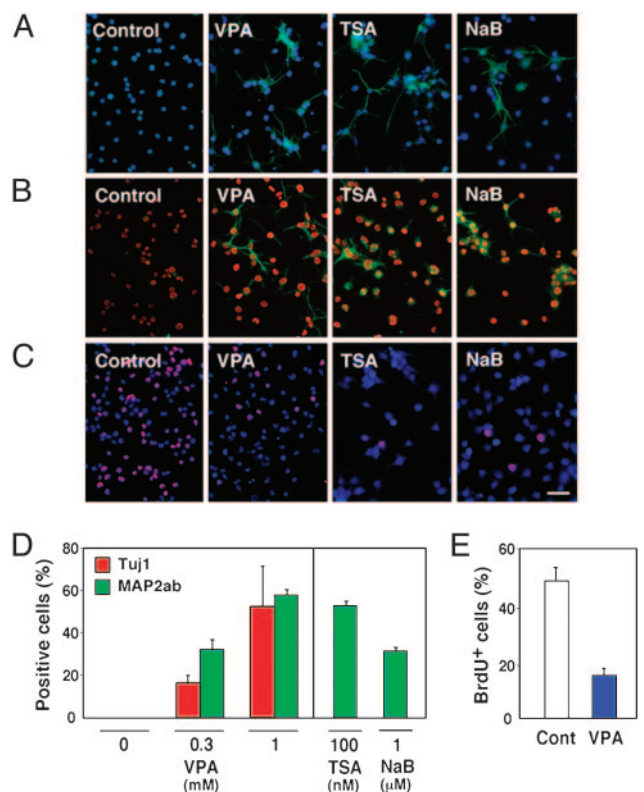 A
Control VPA TSA NaB
B
Control VPA TSA NaB
C
Control VPA TSA NaB
D
Positive cells (%)
80
60
40
20
0
Tuj1
MAP2ab
0 0.3 1 100 1
VPA TSA NaB
(mM) (nM) (μM)
E
BrdU+ cells (%)
60
40
20
0
Cont VPA